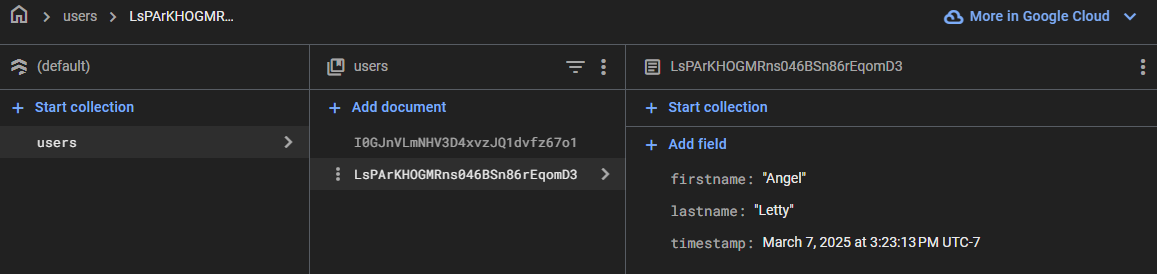 users
LsPArKHOGMR...
More in Google Cloud
(default)
users
LsPArKHOGMRns046BSn86rEqomD3
+ Start collection
+ Add document
+ Start collection
users
I0GJnVLmNHV3D4xvzJQ1dvfz67o1
+ Add field
LsPArKHOGMRns046BSn86rEqomD3
firstname: "Angel"
lastname: "Letty"
timestamp: March 7, 2025 at 3:23:13 PM UTC-7